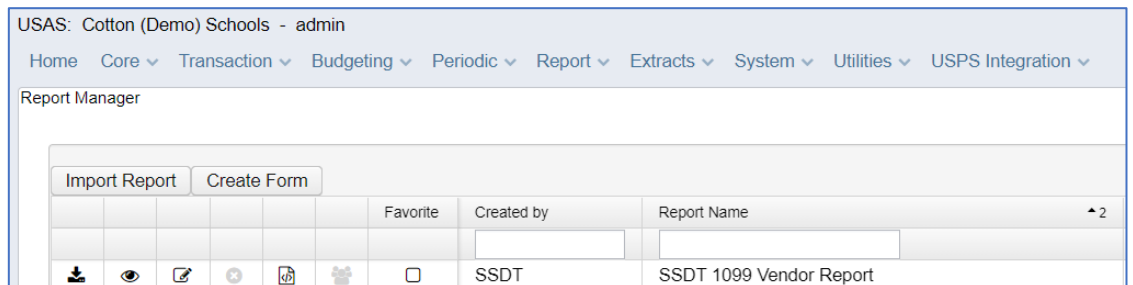 USAS: Cotton (Demo) Schools - admin
Home Core Transaction Budgeting Periodic Report Extracts System Utilities USPS Integration
Report Manager
Import Report Create Form
Favorite Created by Report Name 2
SSDT SSDT 1099 Vendor Report